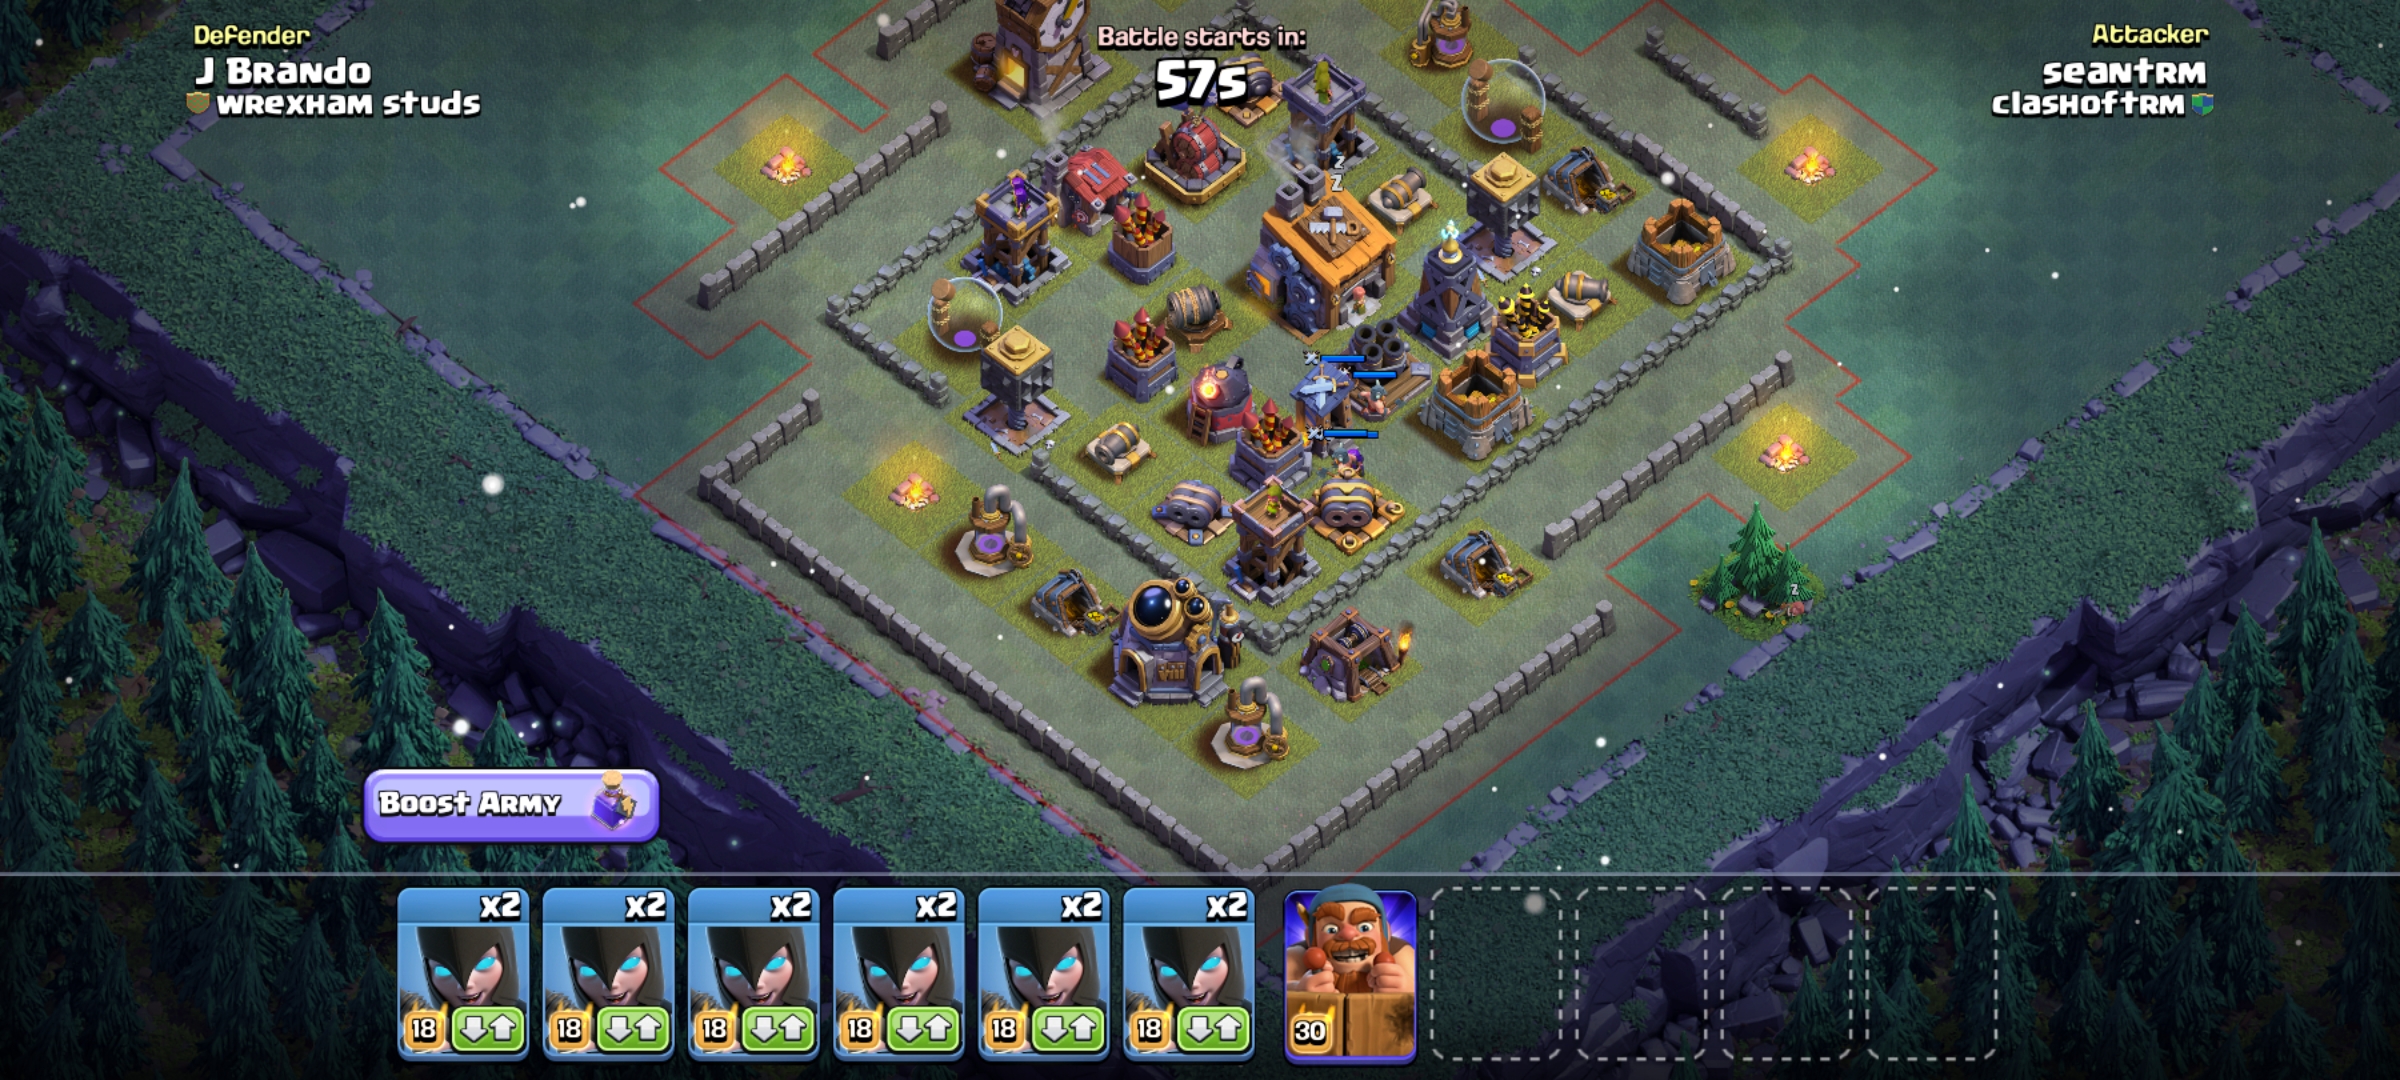 Defender
J Brando
wrexham studs
Battle starts in:
57s
Attacker
seantrm
clashoftrm
z
z
VIII
z
Boost Army
x2
x2
x2
x2
x2
x2
18
18
18
18
18
18
30